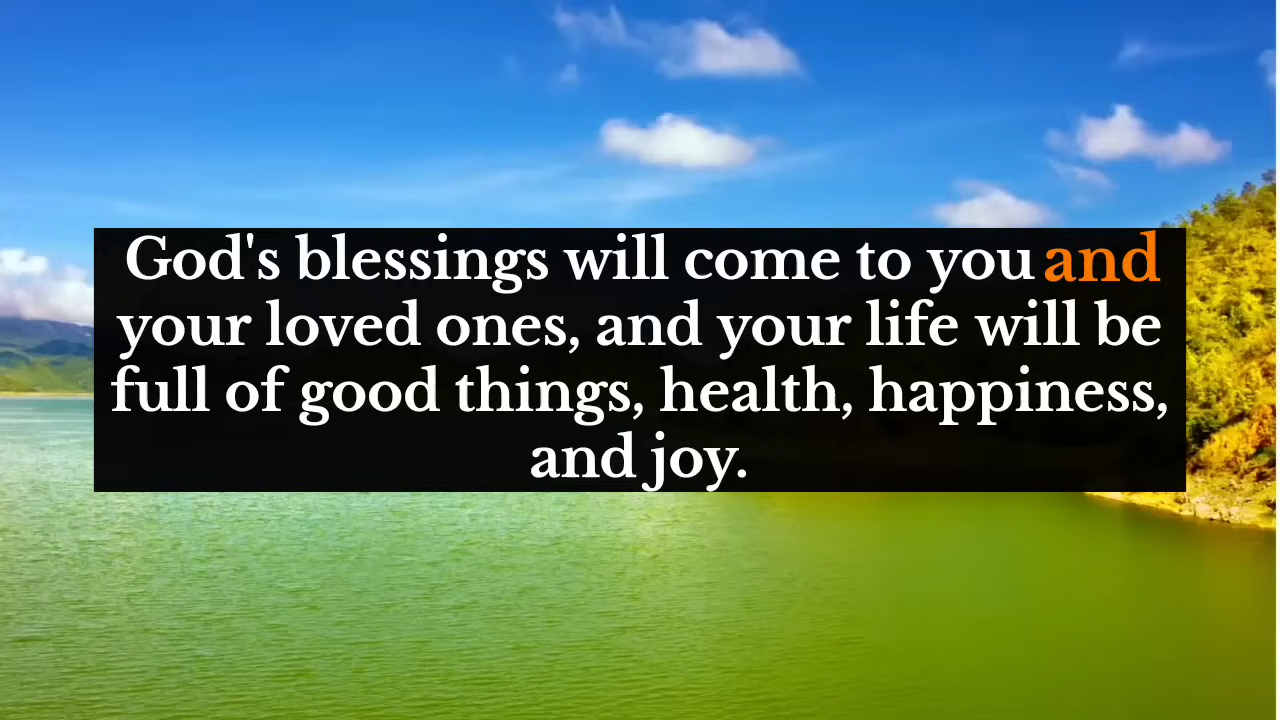 God's blessings will come to you and
your loved ones, and your life will be
full of good things, health, happiness,
and joy.